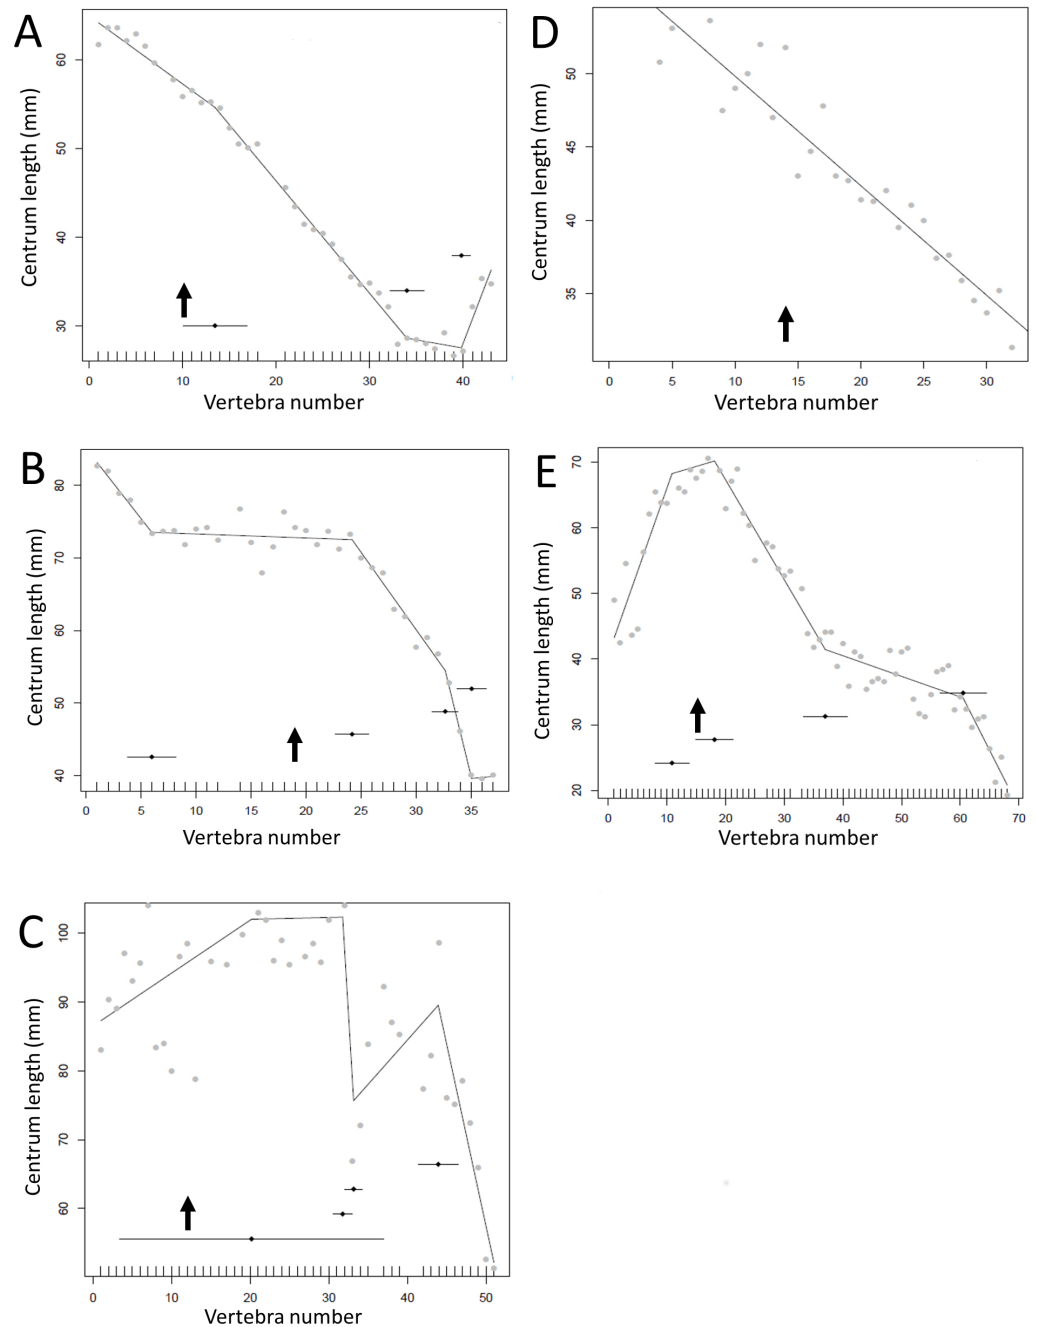 A
Centrum length (mm)
60
50
40
30
0 10 20 30 40
Vertebra number
D
Centrum length (mm)
50
45
40
35
0 5 10 15 20 25 30
Vertebra number
B
Centrum length (mm)
80
70
60
50
40
0 5 10 15 20 25 30 35
Vertebra number
E
Centrum length (mm)
70
60
50
40
30
20
0 10 20 30 40 50 60 70
Vertebra number
C
Centrum length (mm)
100
90
80
70
60
0 10 20 30 40 50
Vertebra number